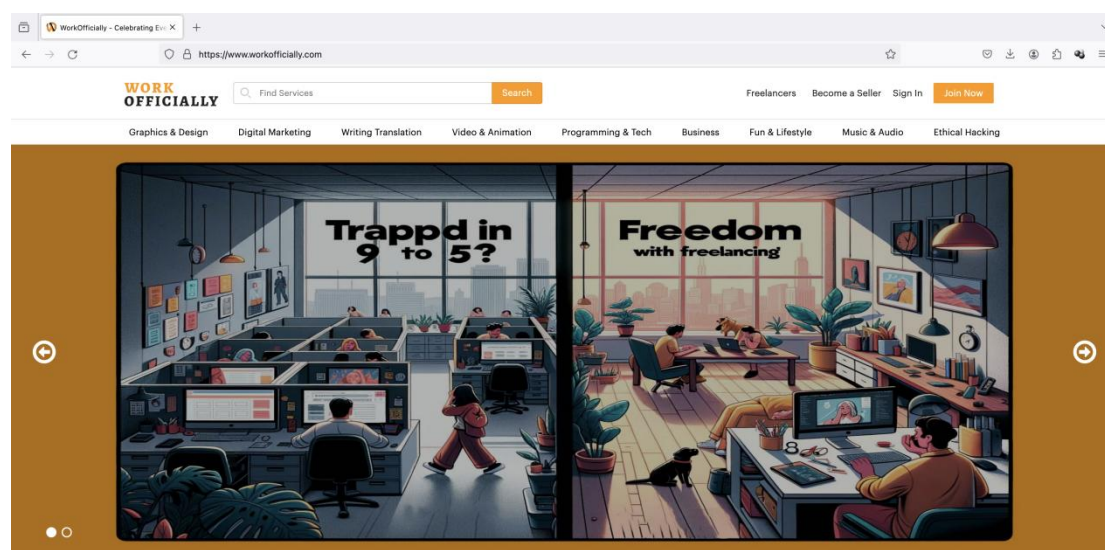 WorkOfficially - Celebrating Eve
https://www.workofficially.com
WORK
OFFICIALLY
Find Services
Search
Freelancers
Become a Seller
Sign In
Join Now
Graphics & Design
Digital Marketing
Writing Translation
Video & Animation
Programming & Tech
Business
Fun & Lifestyle
Music & Audio
Ethical Hacking
Trappd in
9 to 5?
Freedom
with freelancing